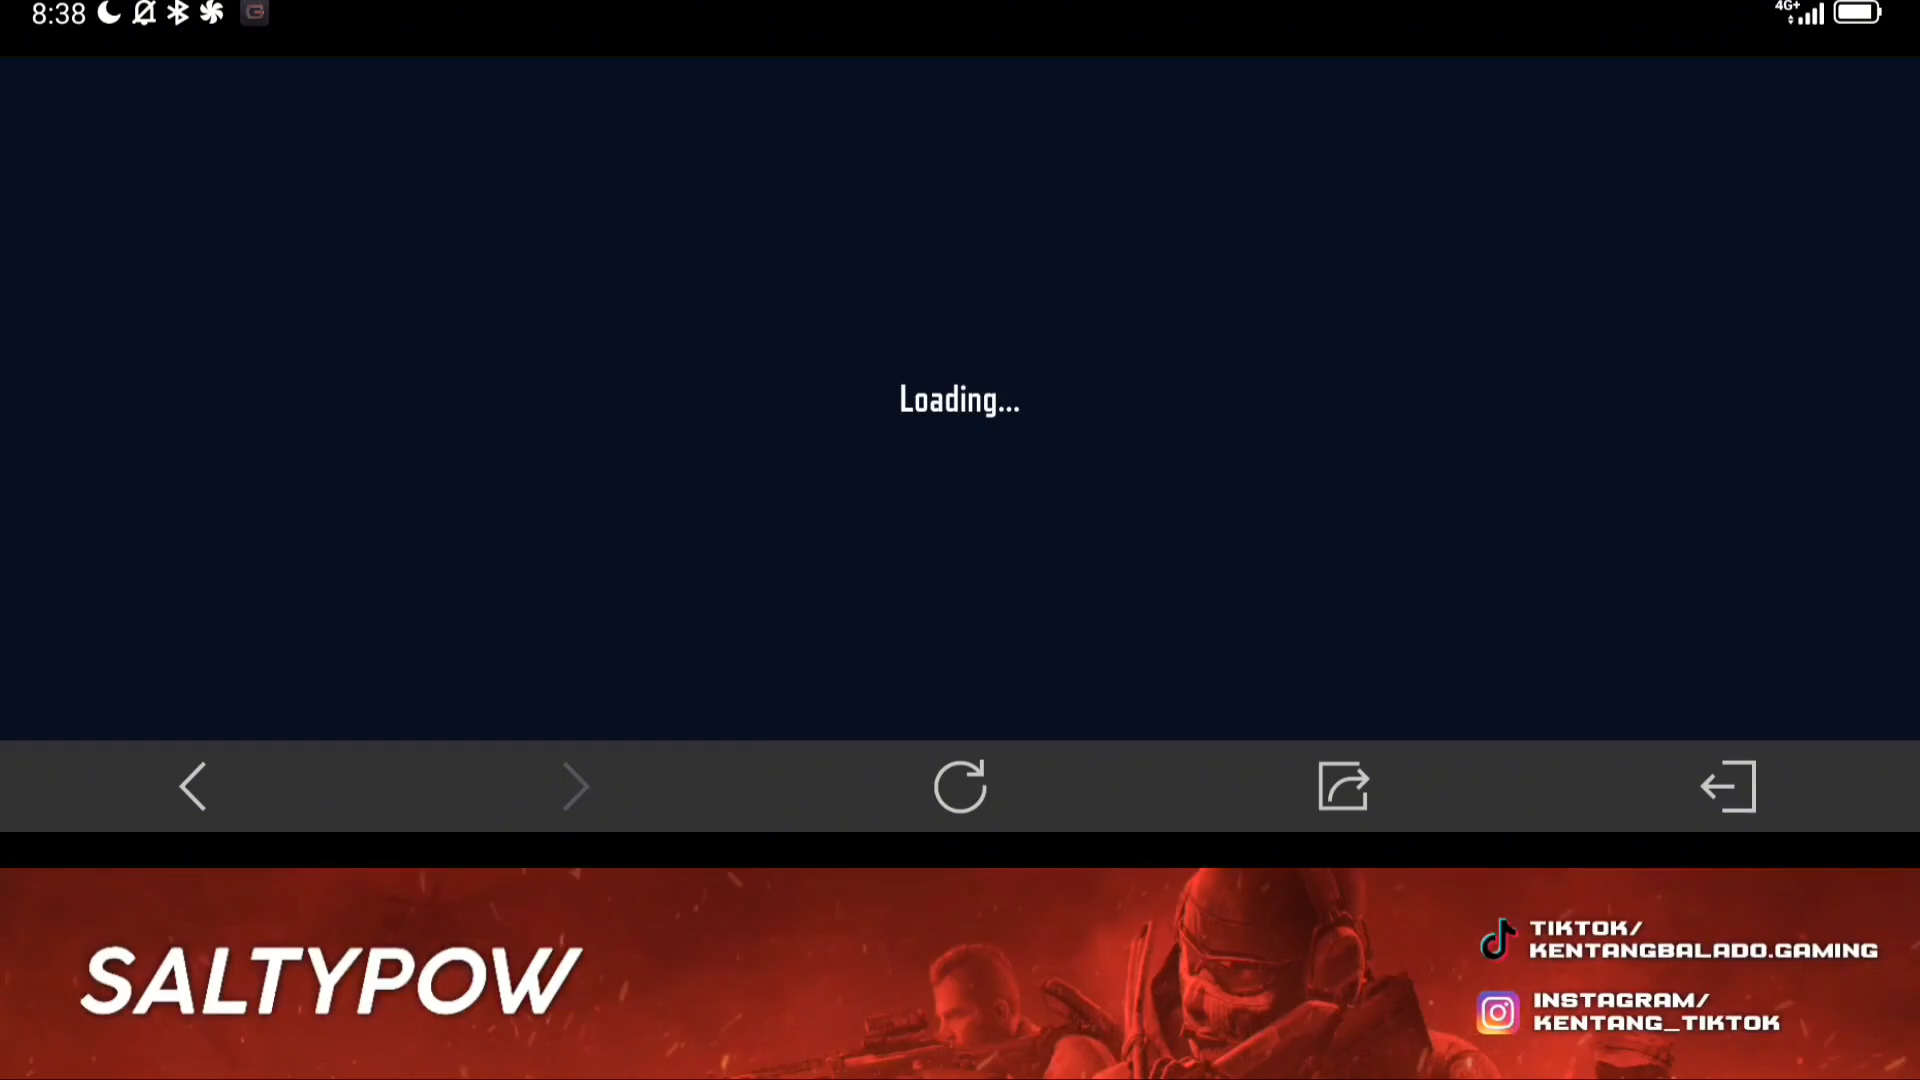 8:38
4G+
Loading...
SALTYPOW
TIKTOK/
KENTANGBALADO.GAMING
INSTAGRAM/
KENTANG_TIKTOK